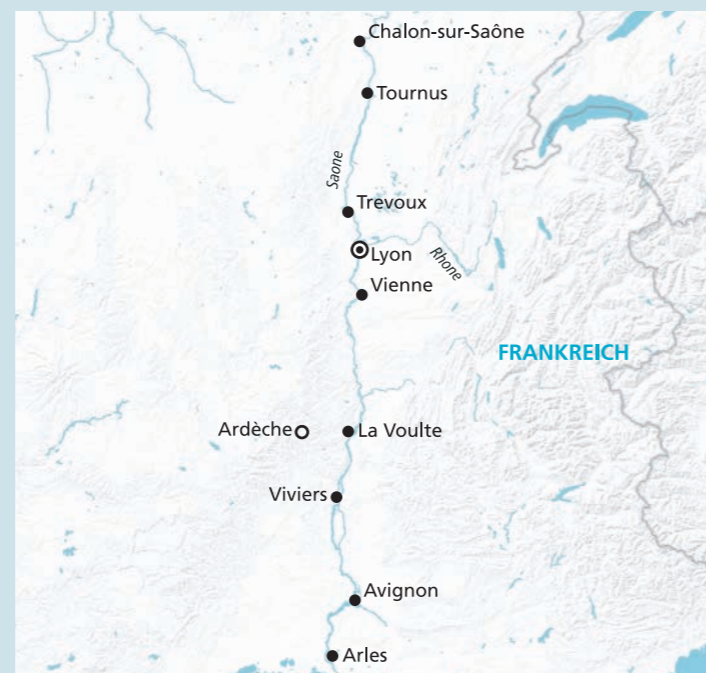 Chalon-sur-Saône
Tournus
Saone
Trevoux
Lyon
Rhone
Vienne
FRANKREICH
Ardèche
La Voulte
Viviers
Avignon
Arles